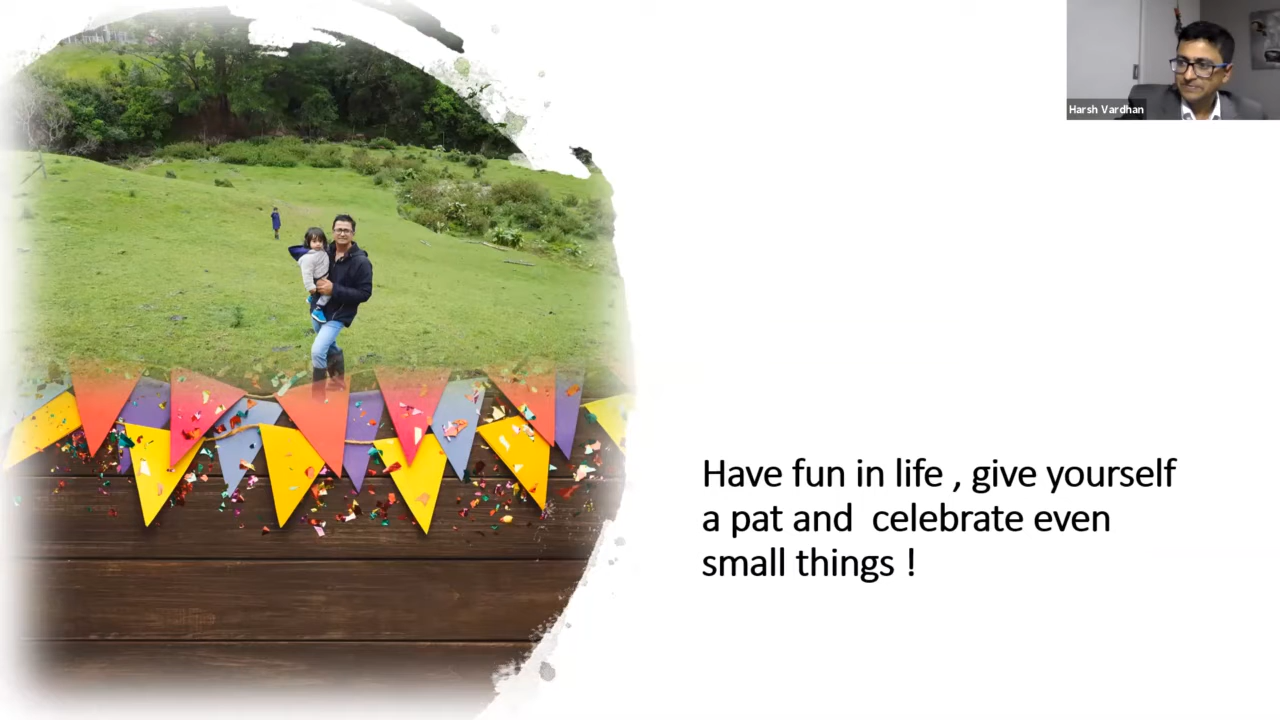 Harsh Vardhan
Have fun in life , give yourself
a pat and  celebrate even
small things !